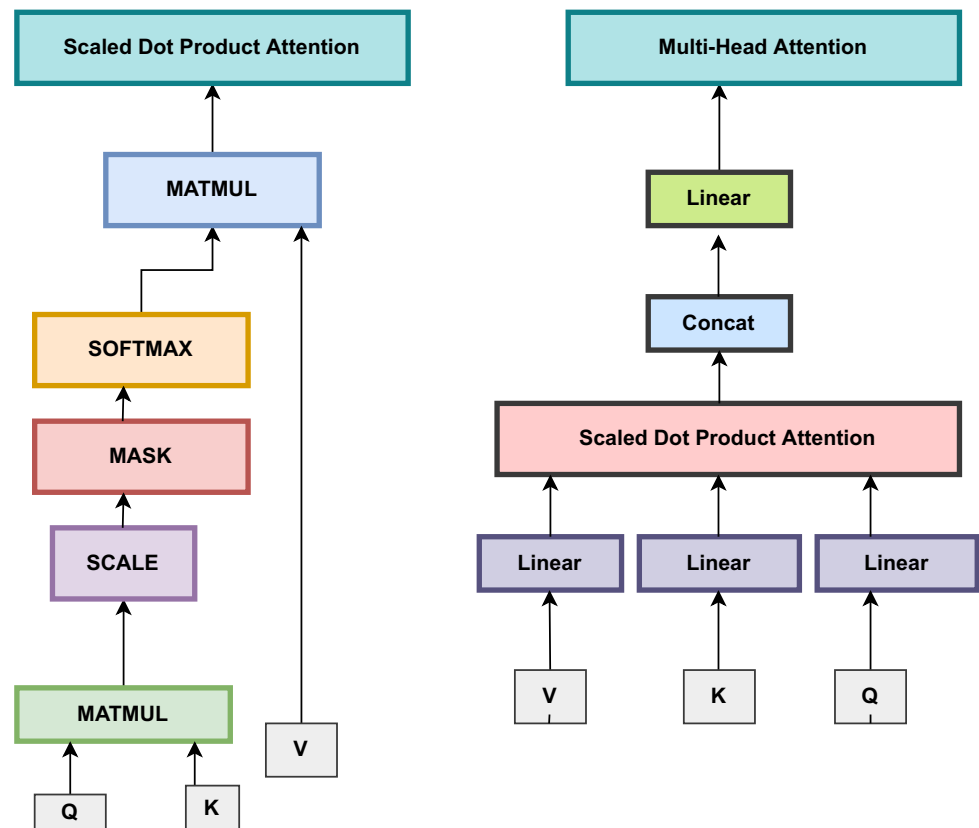 Scaled Dot Product Attention
MATMUL
SOFTMAX
MASK
SCALE
MATMUL
V
Q
K
Multi-Head Attention
Linear
Concat
Scaled Dot Product Attention
Linear
Linear
Linear
V
K
Q